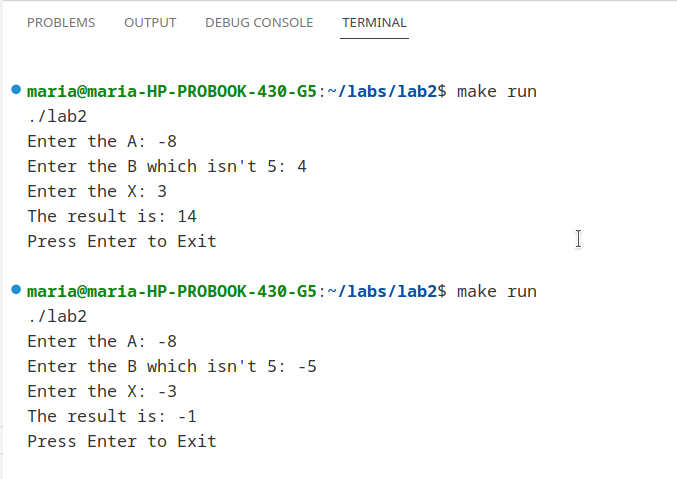 PROBLEMS OUTPUT DEBUG CONSOLE TERMINAL
maria@maria-HP-PROBOOK-430-G5:~/labs/lab2$ make run
./lab2
Enter the A: -8
Enter the B which isn't 5: 4
Enter the X: 3
The result is: 14
Press Enter to Exit
maria@maria-HP-PROBOOK-430-G5:~/labs/lab2$ make run
./lab2
Enter the A: -8
Enter the B which isn't 5: -5
Enter the X: -3
The result is: -1
Press Enter to Exit